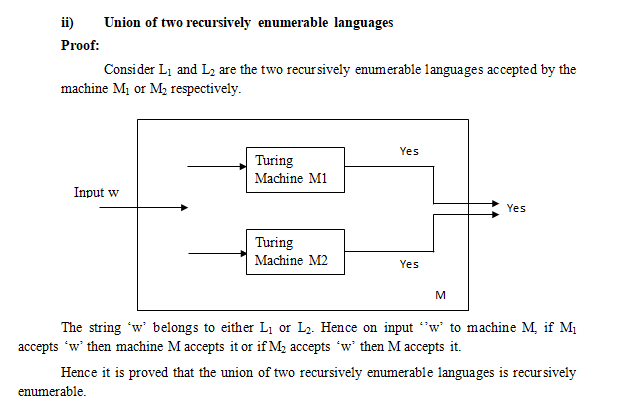 ii) Union of two recursively enumerable languages
Proof:
Consider L₁ and L₂ are the two recursively enumerable languages accepted by the
machine M₁ or M₂ respectively.
Yes
Turing
Machine M1
Input w
Yes
Turing
Machine M2
Yes
M
The string ‘w’ belongs to either L₁ or L₂. Hence on input ‘’w’ to machine M, if M₁
accepts ‘w’ then machine M accepts it or if M₂ accepts ‘w’ then M accepts it.
Hence it is proved that the union of two recursively enumerable languages is recursively
enumerable.